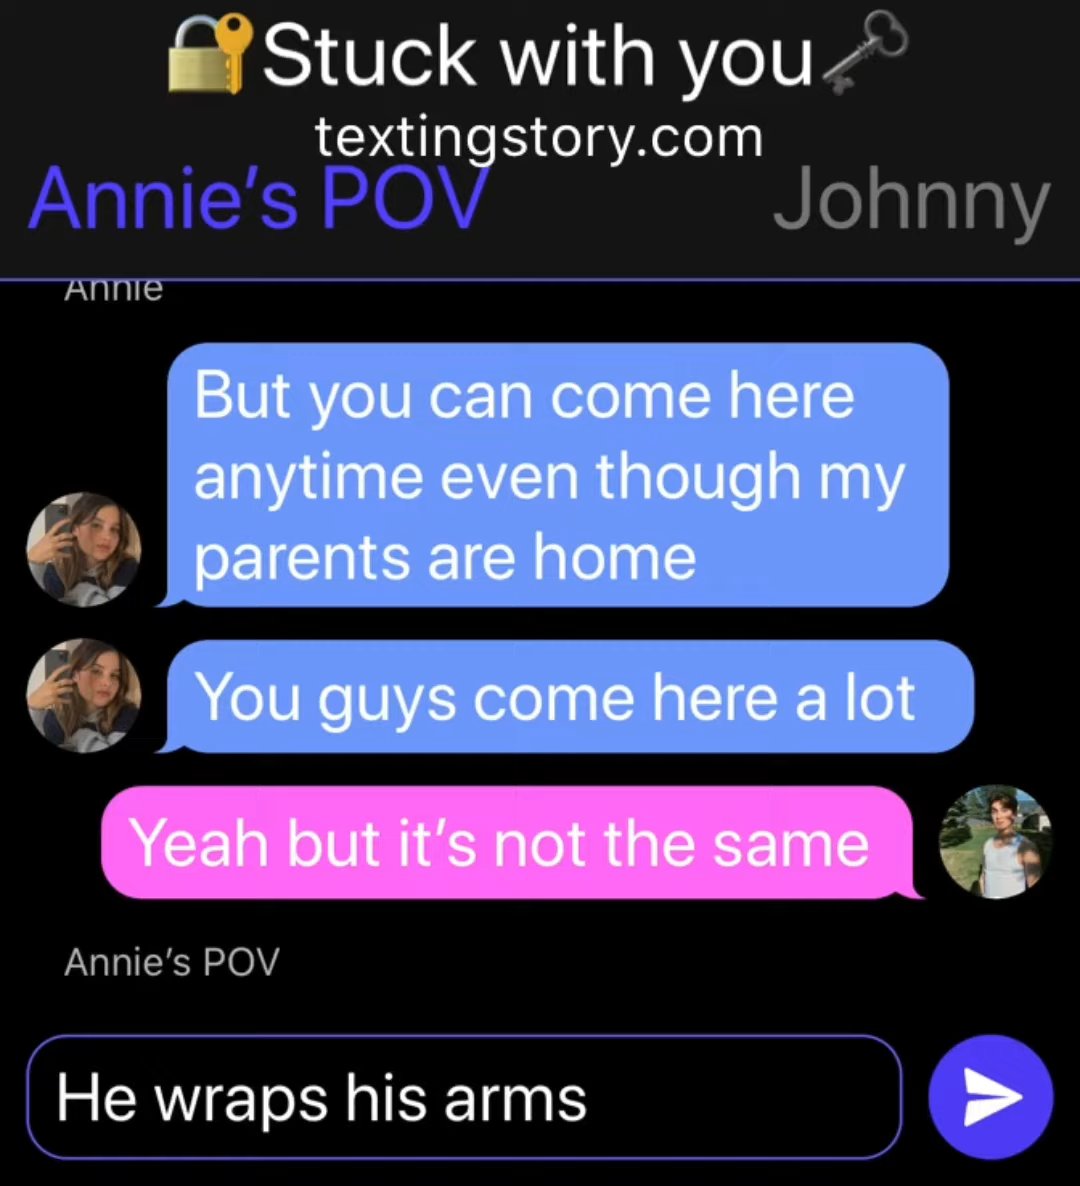 🔐Stuck with you🗝️
textingstory.com
Annie’s POV
Johnny
Annie
But you can come here
anytime even though my
parents are home
You guys come here a lot
Yeah but it’s not the same
Annie’s POV
He wraps his arms